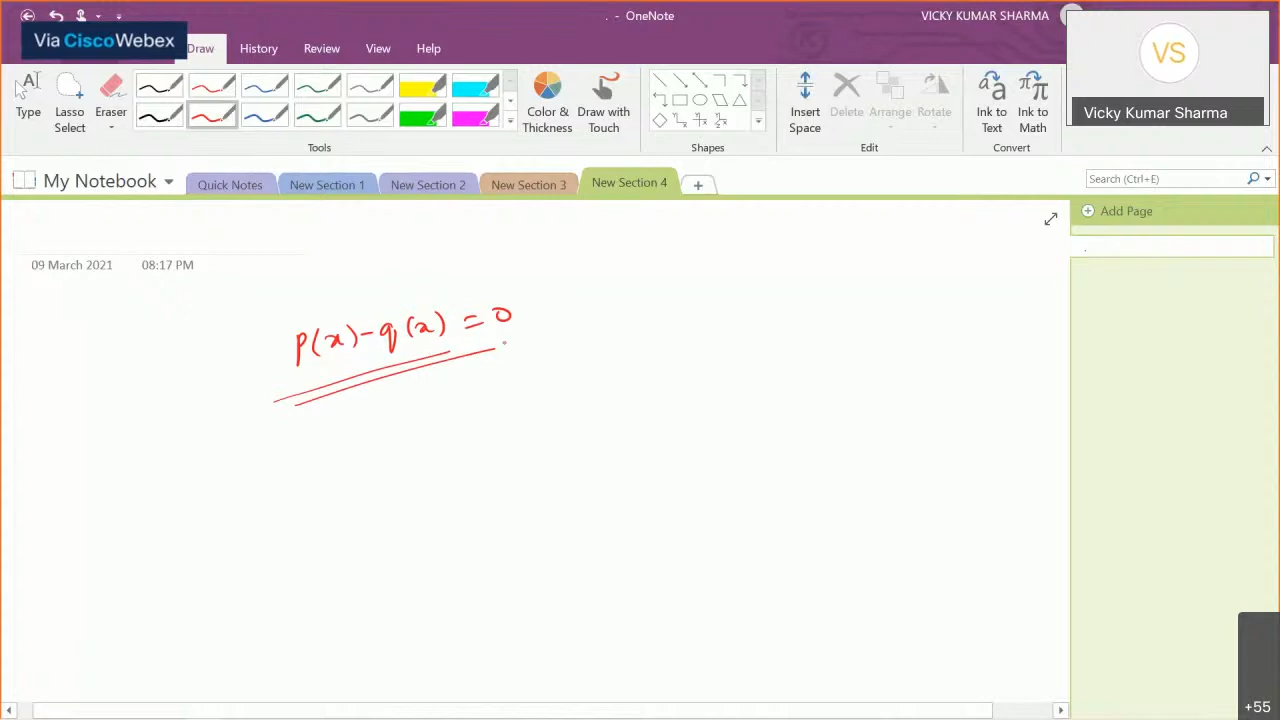 . - OneNote
VICKY KUMAR SHARMA
Via Cisco Webex
Draw
History
Review
View
Help
VS
Vicky Kumar Sharma
Type
Lasso Select
Eraser
Color & Thickness
Draw with Touch
Insert Space
Delete
Arrange
Rotate
Ink to Text
Ink to Math
Tools
Shapes
Edit
Convert
My Notebook
Quick Notes
New Section 1
New Section 2
New Section 3
New Section 4
+
Search (Ctrl+E)
Add Page
.
09 March 2021
08:17 PM
p(x)-q(x) = 0
+55